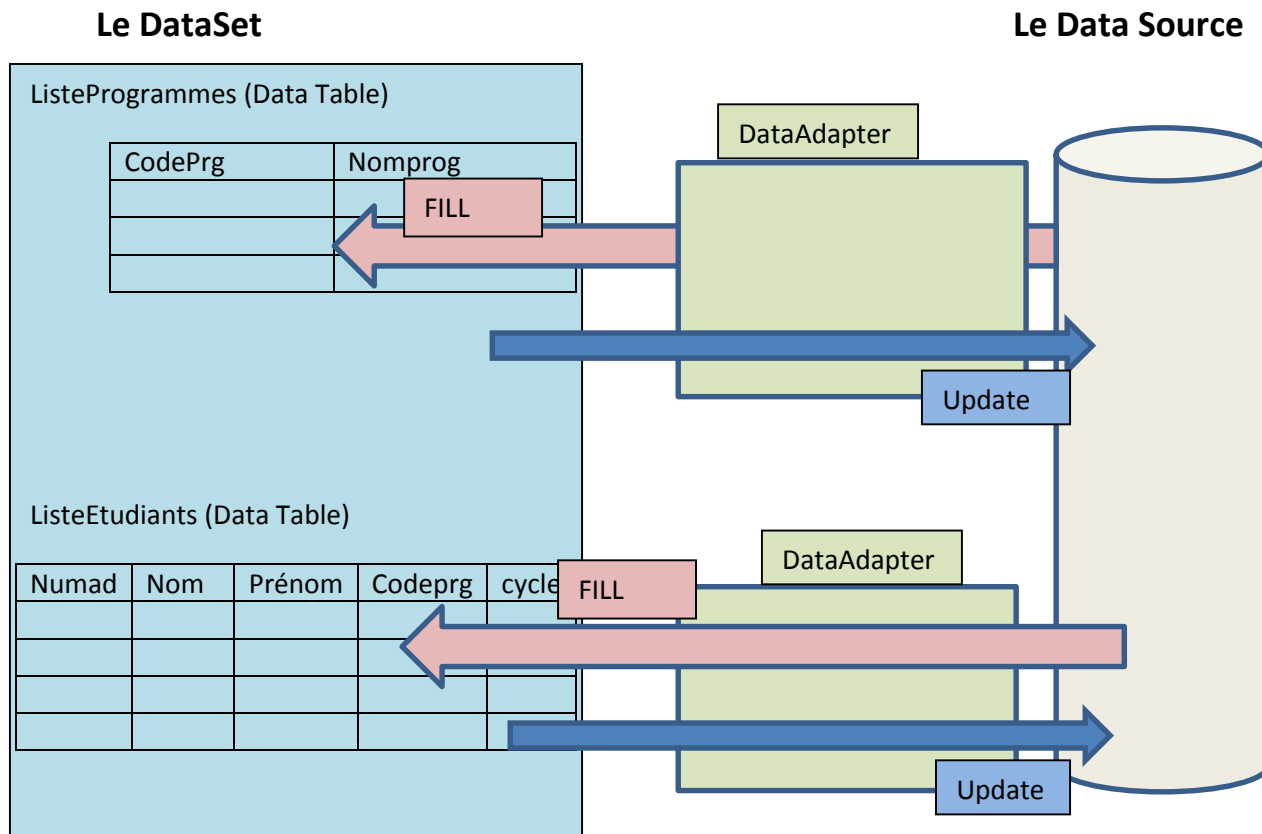 Le DataSet
Le Data Source
ListeProgrammes (Data Table)
DataAdapter
CodePrg Nomprog
FILL
Update
ListeEtudiants (Data Table)
DataAdapter
Numad Nom Prénom Codeprg cycle
FILL
Update